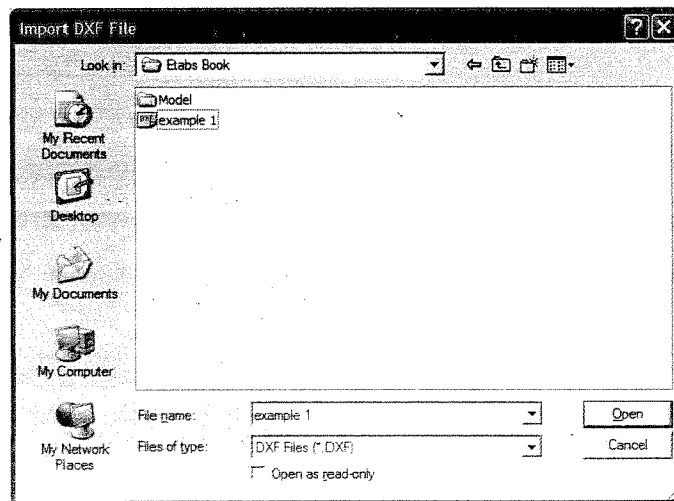 Import DXF File
Look in: Etabs Book
Model
example 1
My Recent
Documents
Desktop
My Documents
My Computer
My Network
Places
File name: example 1 Open
Files of type: DXF Files (*.DXF) Cancel
Open as read-only